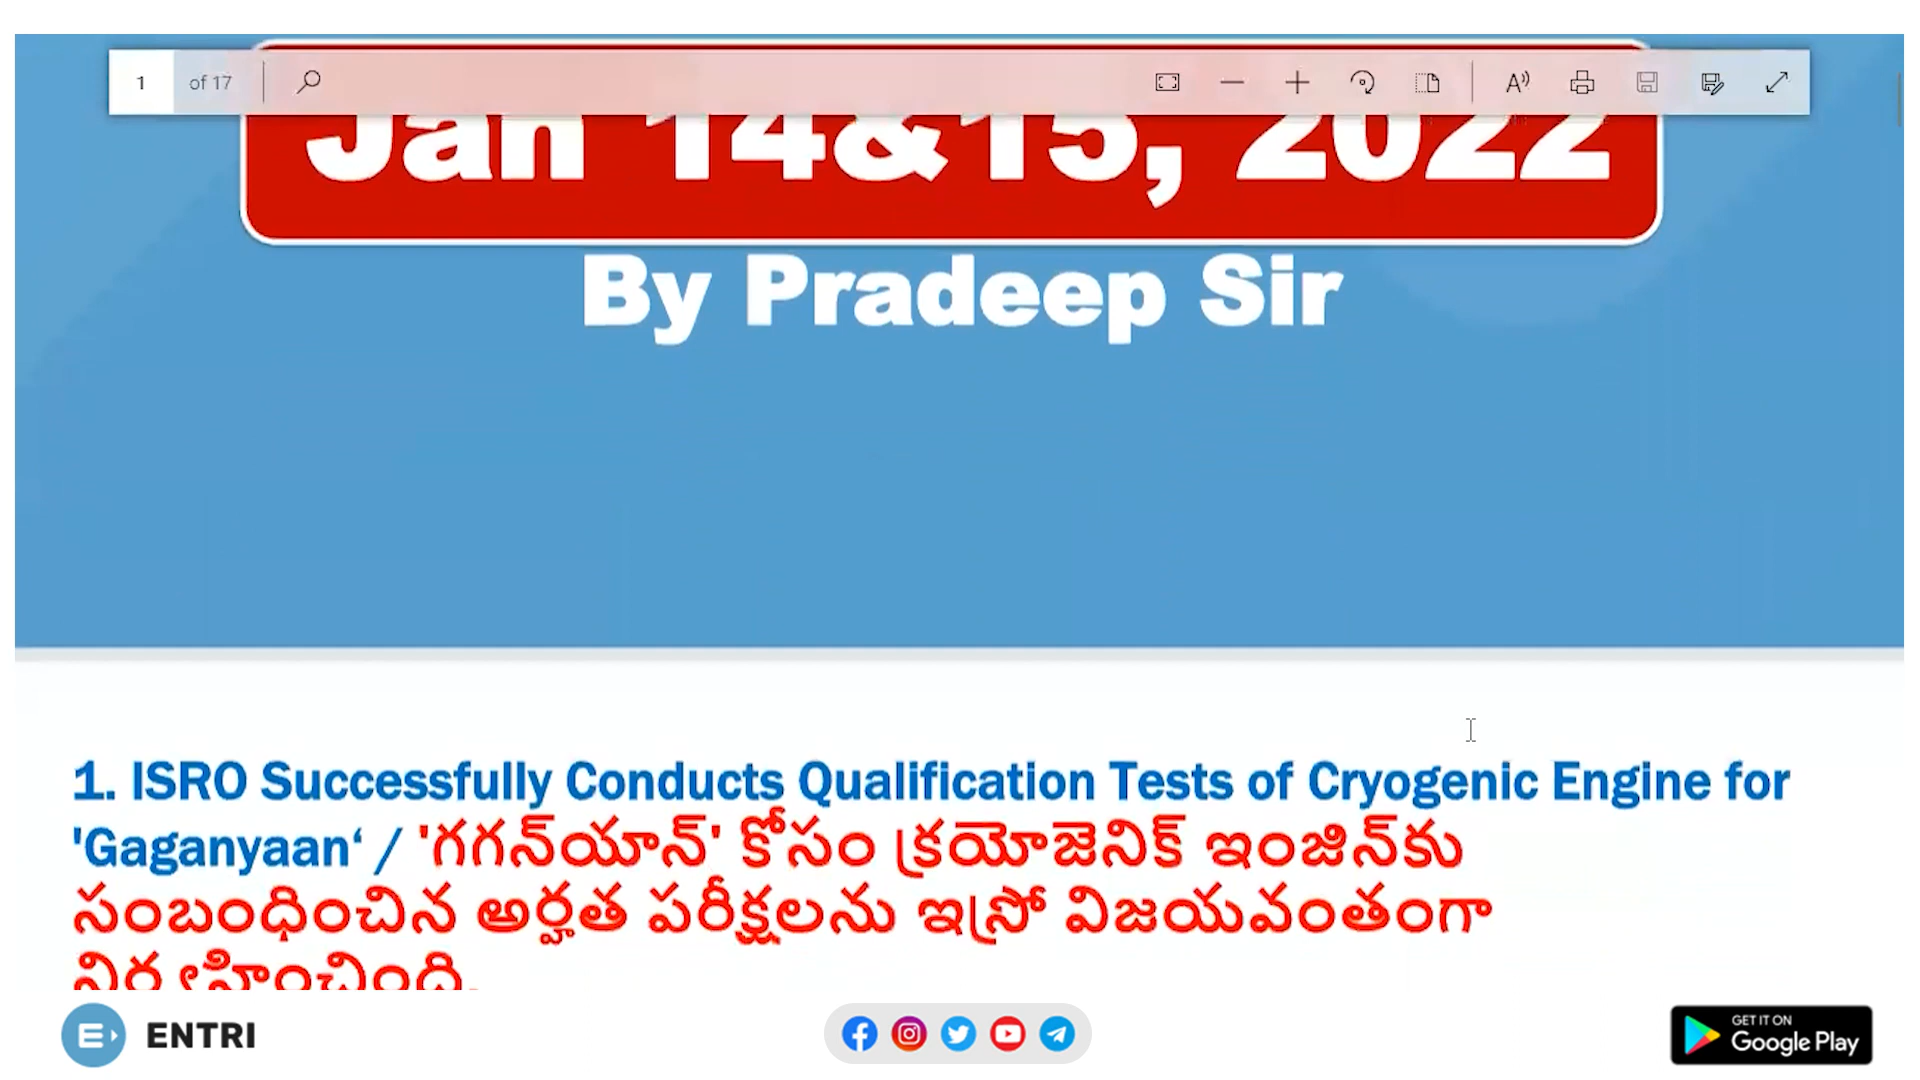 1 of 17
Jan 14&15, 2022
By Pradeep Sir
1. ISRO Successfully Conducts Qualification Tests of Cryogenic Engine for
'Gaganyaan‘ / 'గగన్‌యాన్' కోసం క్రయోజెనిక్ ఇంజిన్‌కు
సంబంధించిన అర్హత పరీక్షలను ఇస్రో విజయవంతంగా
నిర్వహించింది.
ENTRI
GET IT ON
Google Play